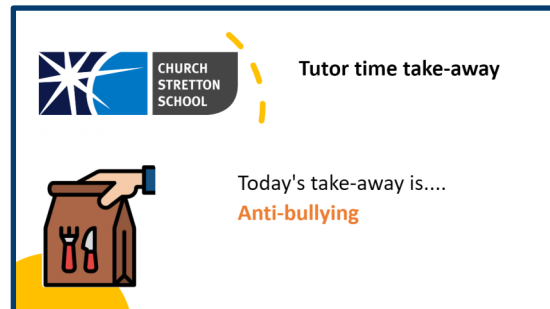 CHURCH
STRETTON
SCHOOL
Tutor time take-away
Today's take-away is....
Anti-bullying